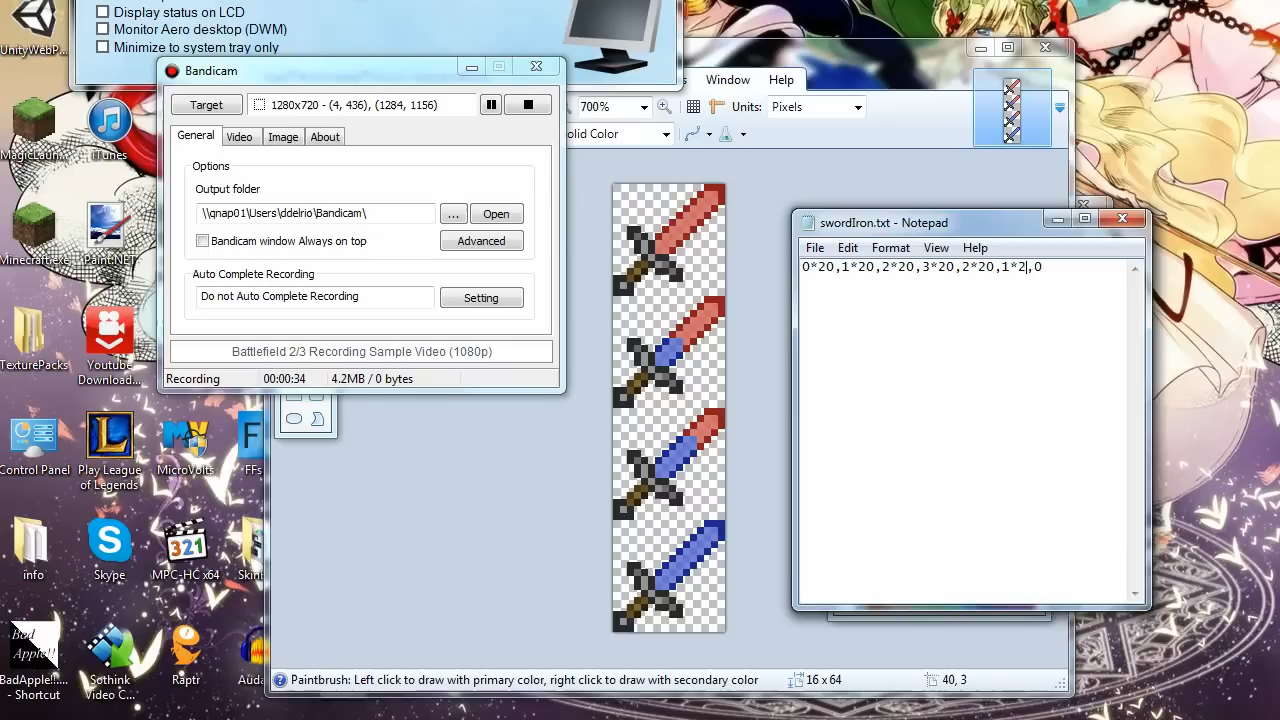 Display status on LCD
Monitor Aero desktop (DWM)
Minimize to system tray only
Bandicam
Target
1280x720 - (4, 436), (1284, 1156)
General
Video
Image
About
Options
Output folder
\\qnap01\Users\ddelrio\Bandicam\
...
Open
Bandicam window Always on top
Advanced
Auto Complete Recording
Do not Auto Complete Recording
Setting
Battlefield 2/3 Recording Sample Video (1080p)
Recording
00:00:34
4.2MB / 0 bytes
Window
Help
700%
Units:
Pixels
olid Color
swordIron.txt - Notepad
File
Edit
Format
View
Help
0*20,1*20,2*20,3*20,2*20,1*2,0
Paintbrush: Left click to draw with primary color, right click to draw with secondary color
16 x 64
40, 3
UnityWebP...
MagicLaun...
iTunes
Minecraft.exe
Paint.NET
TexturePacks
Youtube
Download...
Control Panel
Play League
of Legends
MicroVolts
FFs
info
Skype
321
MPC-HC x64
Skin
Bad
Apple!!
BadApple!!...
- Shortcut
Sothink
Video C...
Raptr
Auda